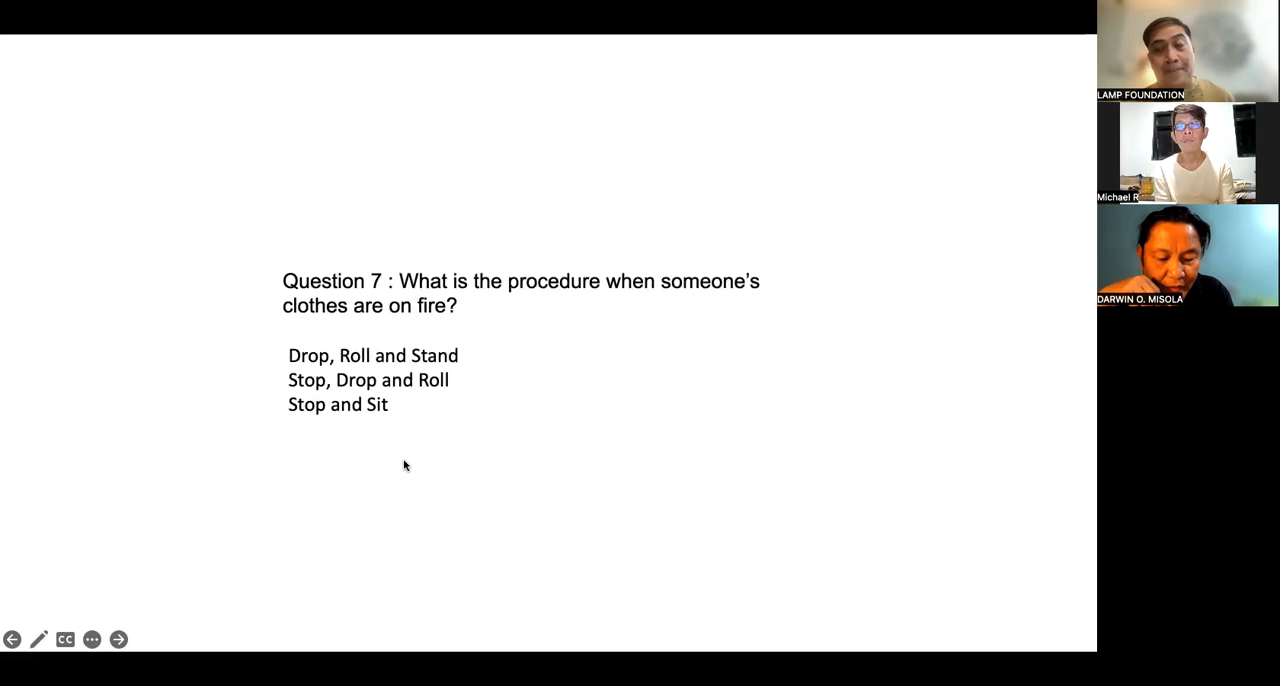 Question 7 : What is the procedure when someone’s
clothes are on fire?
Drop, Roll and Stand
Stop, Drop and Roll
Stop and Sit
LAMP FOUNDATION
Michael R
DARWIN O. MISOLA
CC